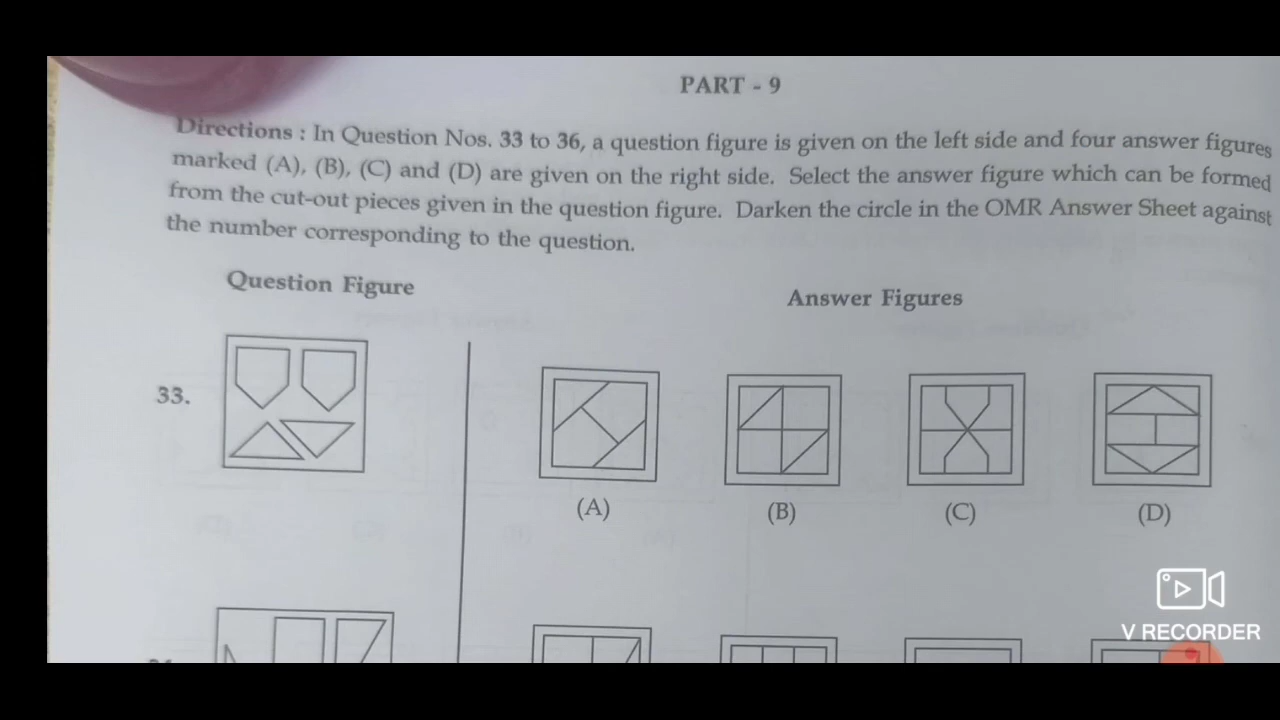 PART - 9
Directions : In Question Nos. 33 to 36, a question figure is given on the left side and four answer figures
marked (A), (B), (C) and (D) are given on the right side. Select the answer figure which can be formed
from the cut-out pieces given in the question figure. Darken the circle in the OMR Answer Sheet against
the number corresponding to the question.
Question Figure
Answer Figures
33.
(A) (B) (C) (D)
V RECORDER